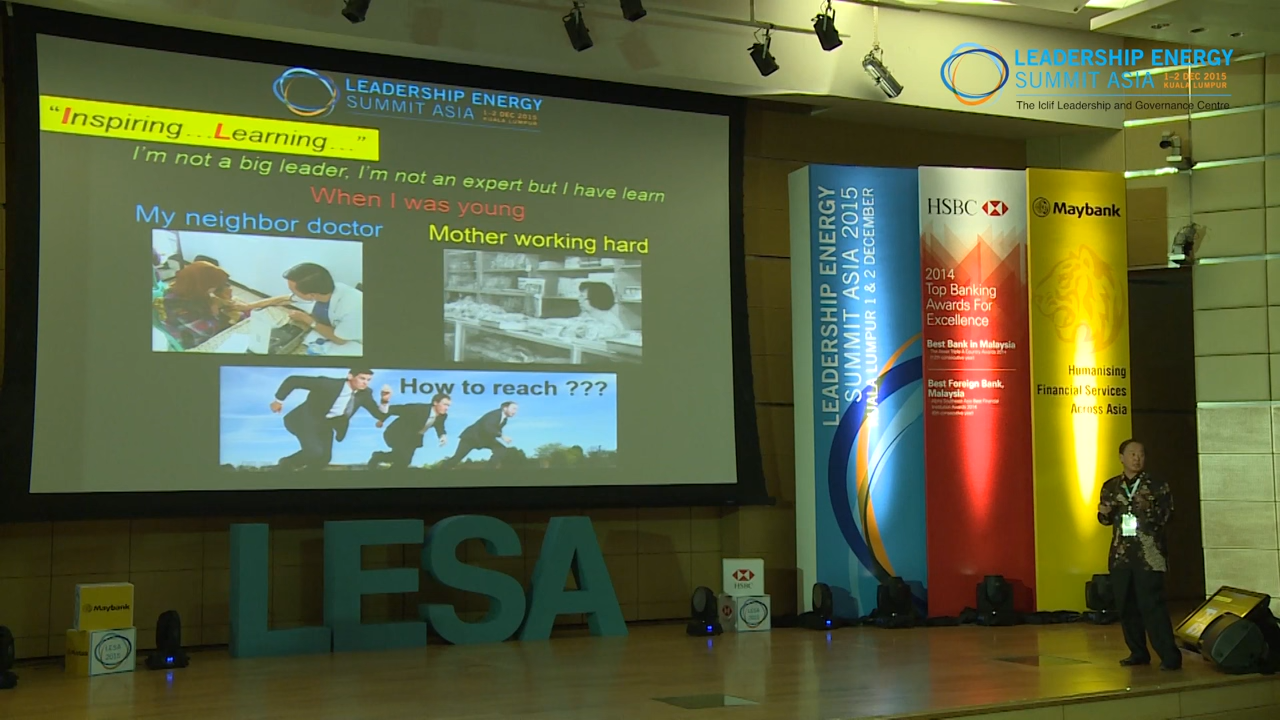 LEADERSHIP ENERGY
SUMMIT ASIA 1-2 DEC 2015
KUALA LUMPUR
The Iclif Leadership and Governance Centre
LEADERSHIP ENERGY
SUMMIT ASIA 1-2 DEC 2015
KUALA LUMPUR
"Inspiring...Learning..."
I'm not a big leader, I'm not an expert but I have learn
When I was young
My neighbor doctor
Mother working hard
How to reach ???
LEADERSHIP ENERGY
SUMMIT ASIA 2015
KUALA LUMPUR 1 & 2 DECEMBER
HSBC
2014
Top Banking
Awards For
Excellence
Best Bank in Malaysia
Best Foreign Bank,
Malaysia
Maybank
Humanising
Financial Services
Across Asia
LESA
Maybank
LESA
2015
HSBC